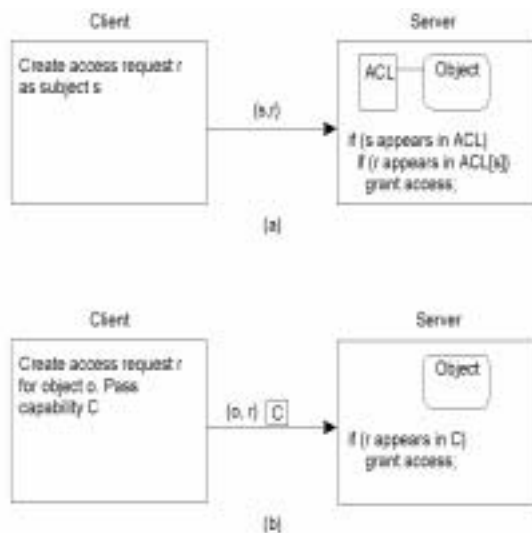 Client
Server
Create access request r
as subject s
(s,r)
ACL
Object
if (s appears in ACL)
if (r appears in ACL[s])
grant access;
(a)
Client
Server
Create access request r
for object o. Pass
capability C
(o, r) C
Object
if (r appears in C)
grant access;
(b)